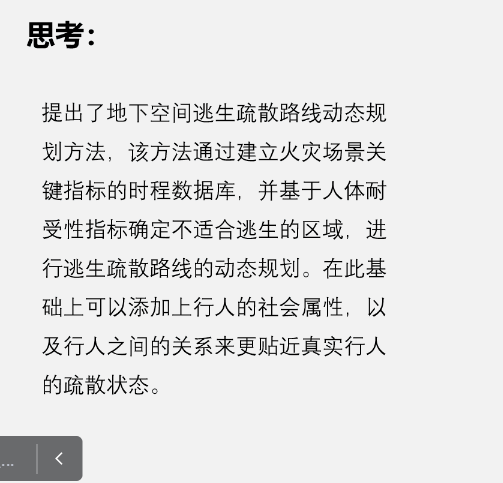 思考：
提出了地下空间逃生疏散路线动态规
划方法，该方法通过建立火灾场景关
键指标的时程数据库，并基于人体耐
受性指标确定不适合逃生的区域，进
行逃生疏散路线的动态规划。在此基
础上可以添加上行人的社会属性，以
及行人之间的关系来更贴近真实行人
的疏散状态。
...